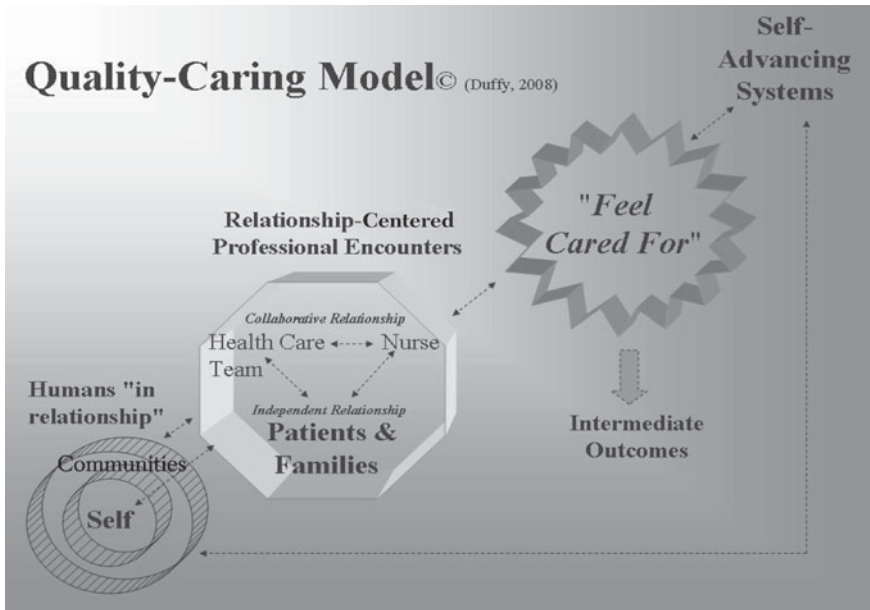 Quality-Caring Model© (Duffy, 2008)
Self-
Advancing
Systems
"Feel
Cared For"
Relationship-Centered
Professional Encounters
Collaborative Relationship
Health Care Nurse
Team
Independent Relationship
Patients &
Families
Humans "in
relationship"
Communities
Self
Intermediate
Outcomes